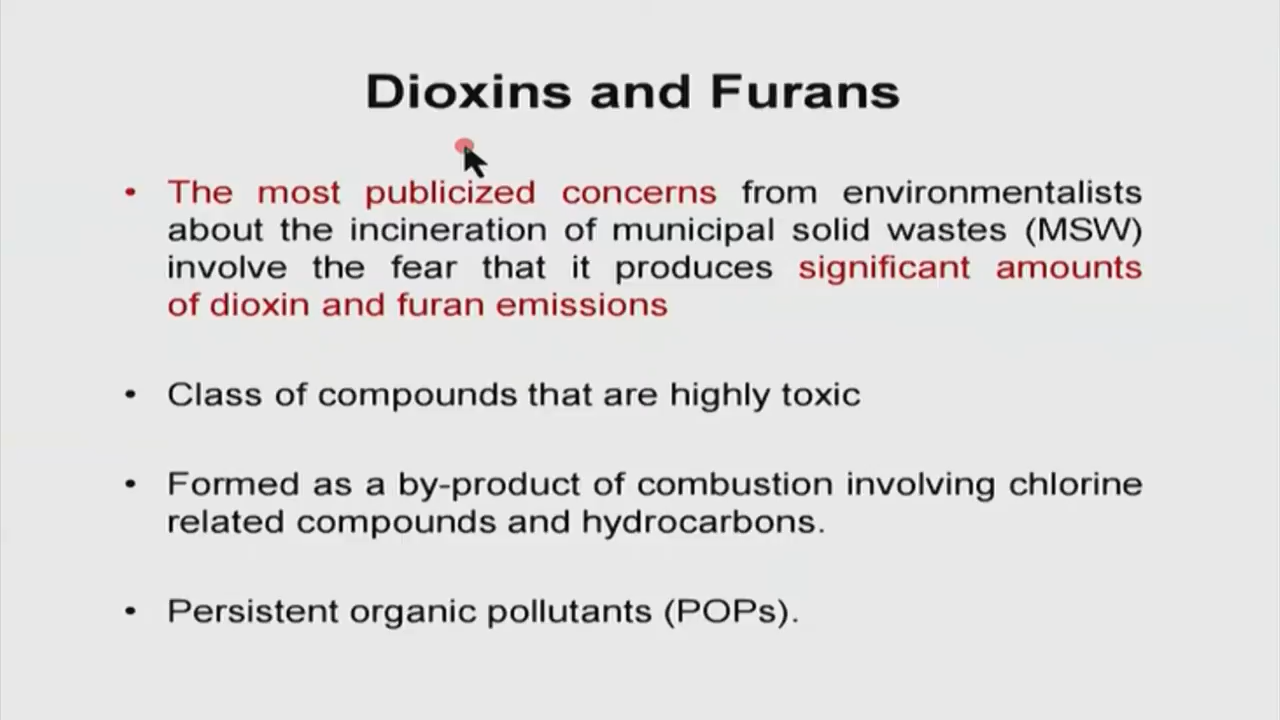 Dioxins and Furans
• The most publicized concerns from environmentalists
about the incineration of municipal solid wastes (MSW)
involve the fear that it produces significant amounts
of dioxin and furan emissions
• Class of compounds that are highly toxic
• Formed as a by-product of combustion involving chlorine
related compounds and hydrocarbons.
• Persistent organic pollutants (POPs).